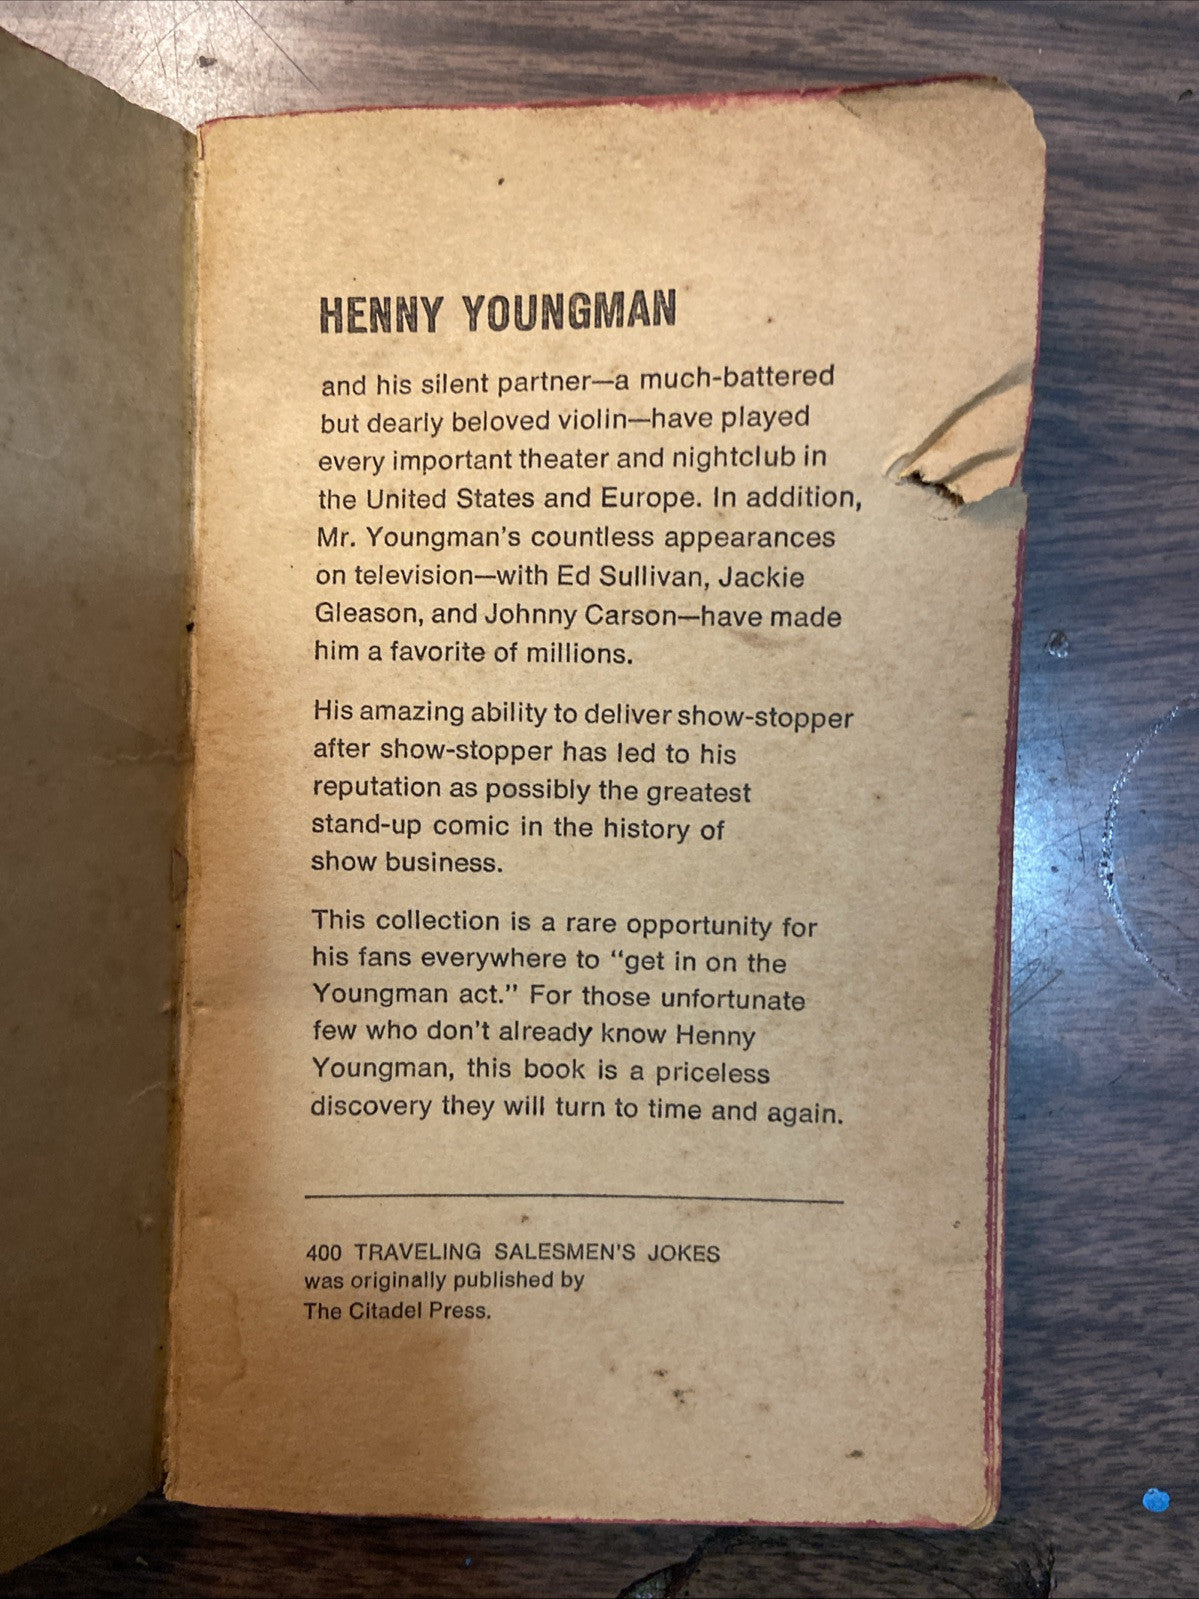 HENNY YOUNGMAN
and his silent partner—a much-battered
but dearly beloved violin—have played
every important theater and nightclub in
the United States and Europe. In addition,
Mr. Youngman's countless appearances
on television—with Ed Sullivan, Jackie
Gleason, and Johnny Carson—have made
him a favorite of millions.
His amazing ability to deliver show-stopper
after show-stopper has led to his
reputation as possibly the greatest
stand-up comic in the history of
show business.
This collection is a rare opportunity for
his fans everywhere to “get in on the
Youngman act.” For those unfortunate
few who don't already know Henny
Youngman, this book is a priceless
discovery they will turn to time and again.
400 TRAVELING SALESMEN'S JOKES
was originally published by
The Citadel Press.